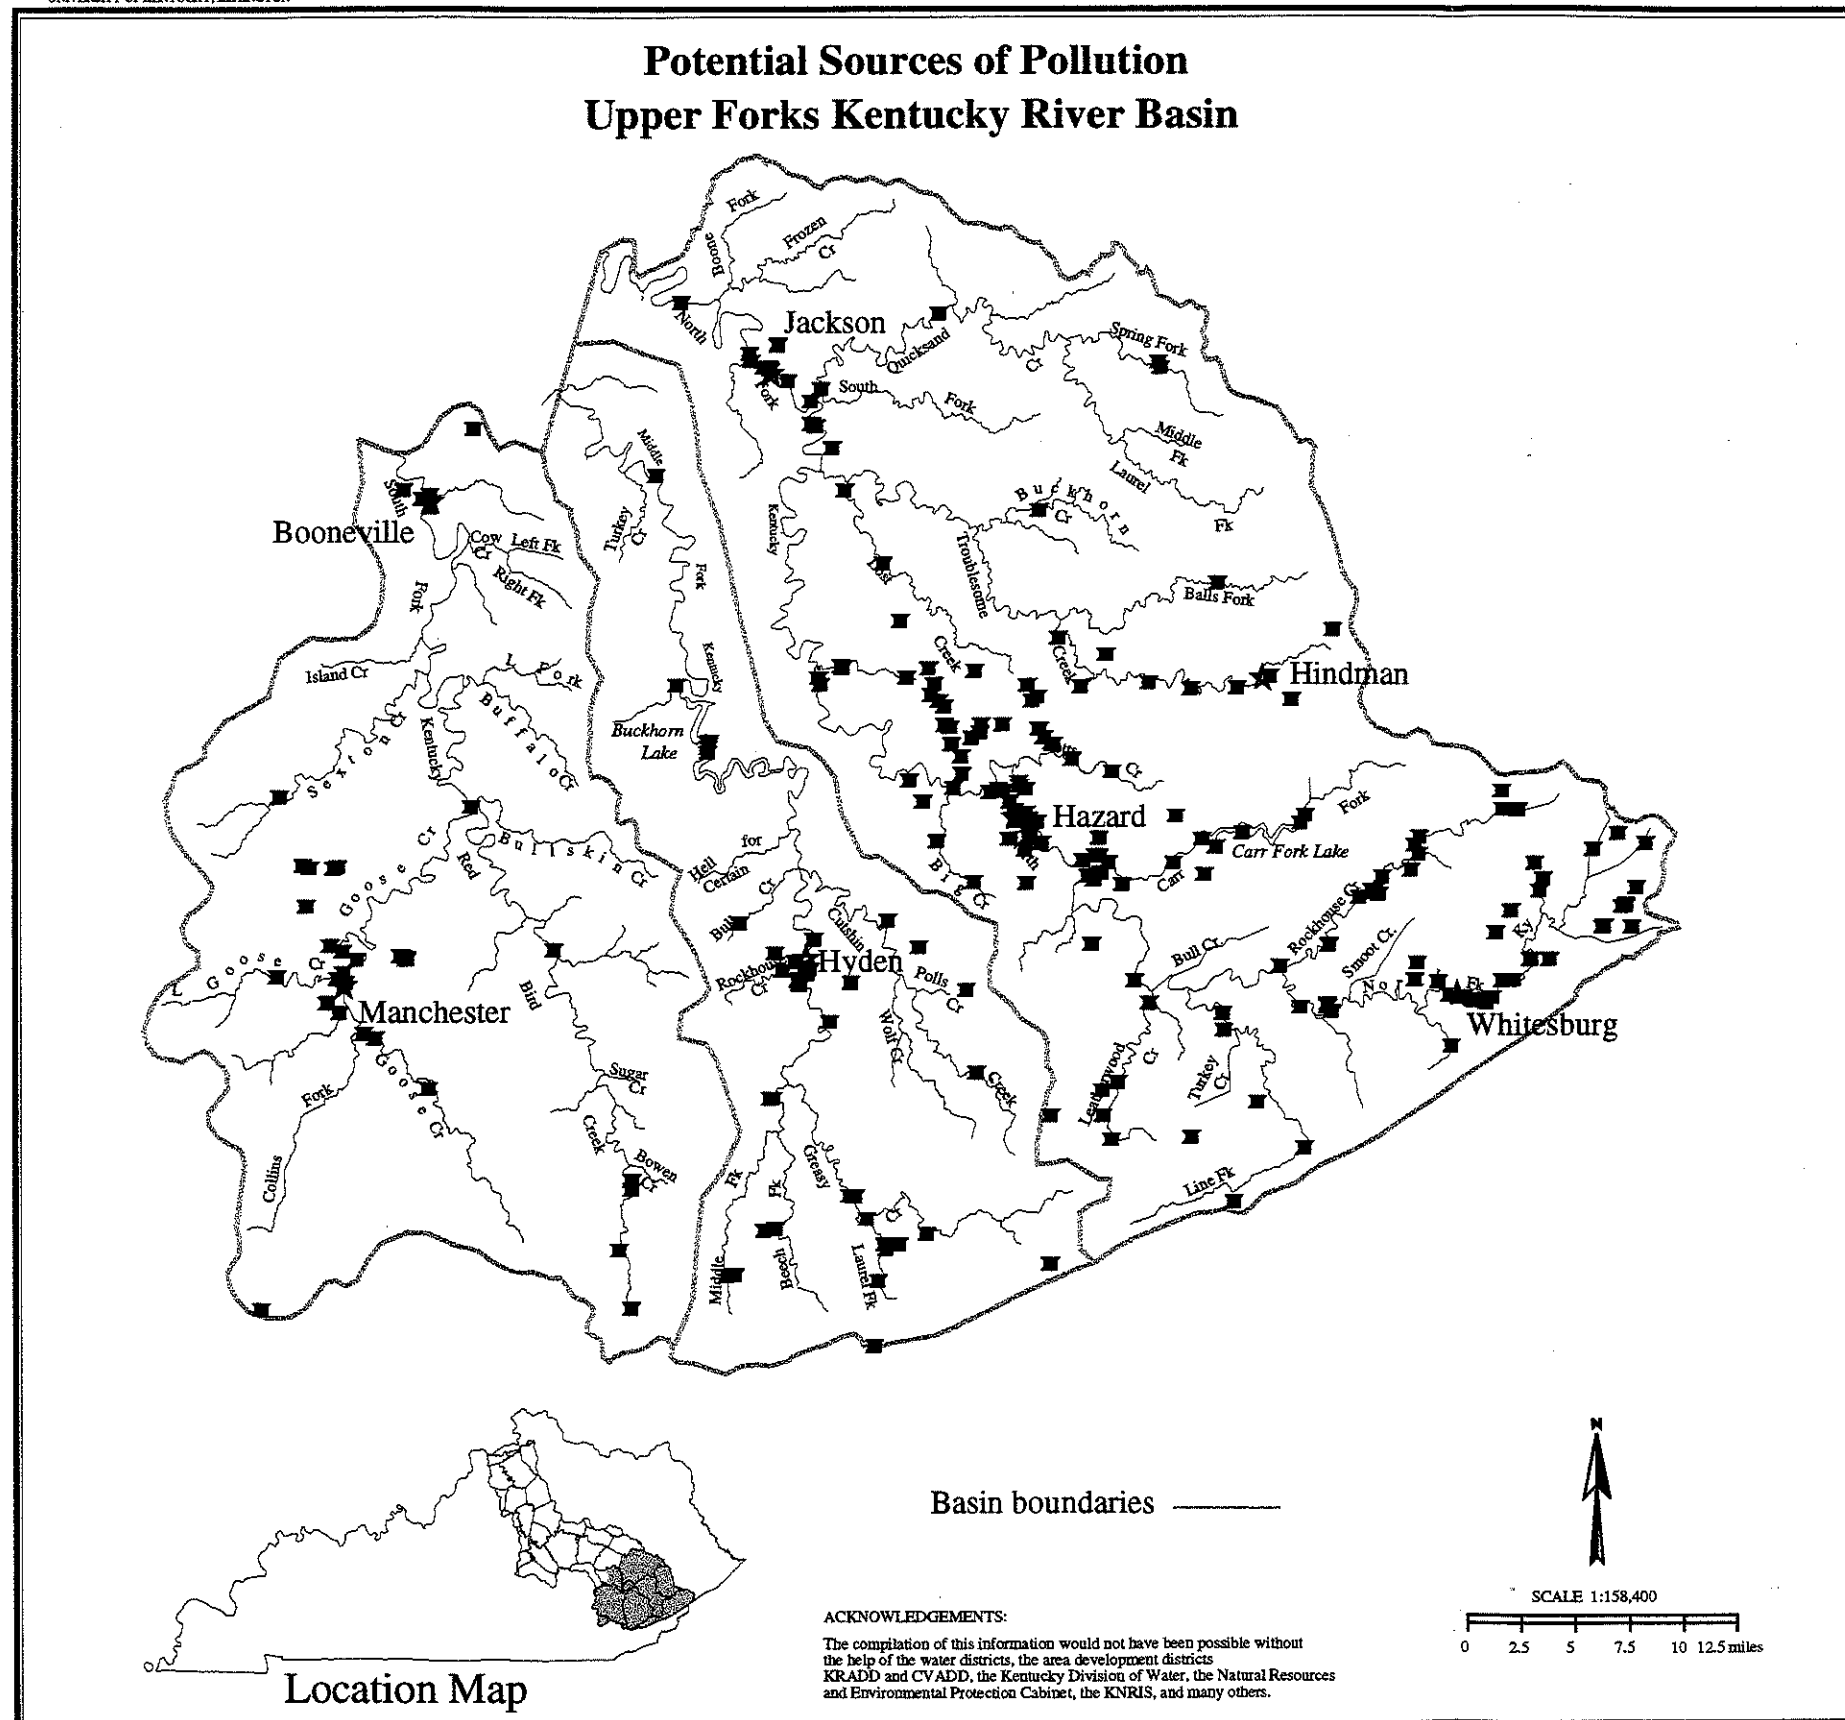 Potential Sources of Pollution
Upper Forks Kentucky River Basin
Fork
Boone
Frozen
Cr
North
Jackson
Quicksand
Cr
Spring Fork
Fork
South
Fork
Middle
Fk
Laurel
Fk
Middle
Turkey
Cr
Fork
Kentucky
Kentucky
Buckhorn
Cr
Troublesome
Lost
Balls Fork
Creek
Creek
Hindman
South
Booneville
Cow
Cr
Left Fk
Right Fk
Fork
Island Cr
L Fork
Buffalo
Cr
Kentucky
Sexton
Cr
Buckhorn
Lake
Cr
Hazard
Fork
Carr Fork Lake
Carr
Big
Cr
Goose Cr
Red
Bullskin
Cr
Hell
for
Certain
Cr
Bull
Cutshin
Rockhouse
Cr
Hyden
Polls
Cr
Wolf Cr
Creek
L Goose
Cr
Manchester
Goose
Cr
Bird
Sugar
Cr
Creek
Bowen
Cr
Fork
Collins
Bull Cr
Rockhouse Cr
Smoot Cr.
Ky
Nor
Fk
Whitesburg
Leatherwood
Cr
Turkey
Cr
Line Fk
Middle
Fk
Fk
Beech
Greasy
Cr
Laurel Fk
Location Map
Basin boundaries
N
SCALE 1:158,400
0 2.5 5 7.5 10 12.5 miles
ACKNOWLEDGEMENTS:
The compilation of this information would not have been possible without
the help of the water districts, the area development districts
KRADD and CVADD, the Kentucky Division of Water, the Natural Resources
and Environmental Protection Cabinet, the KNRIS, and many others.